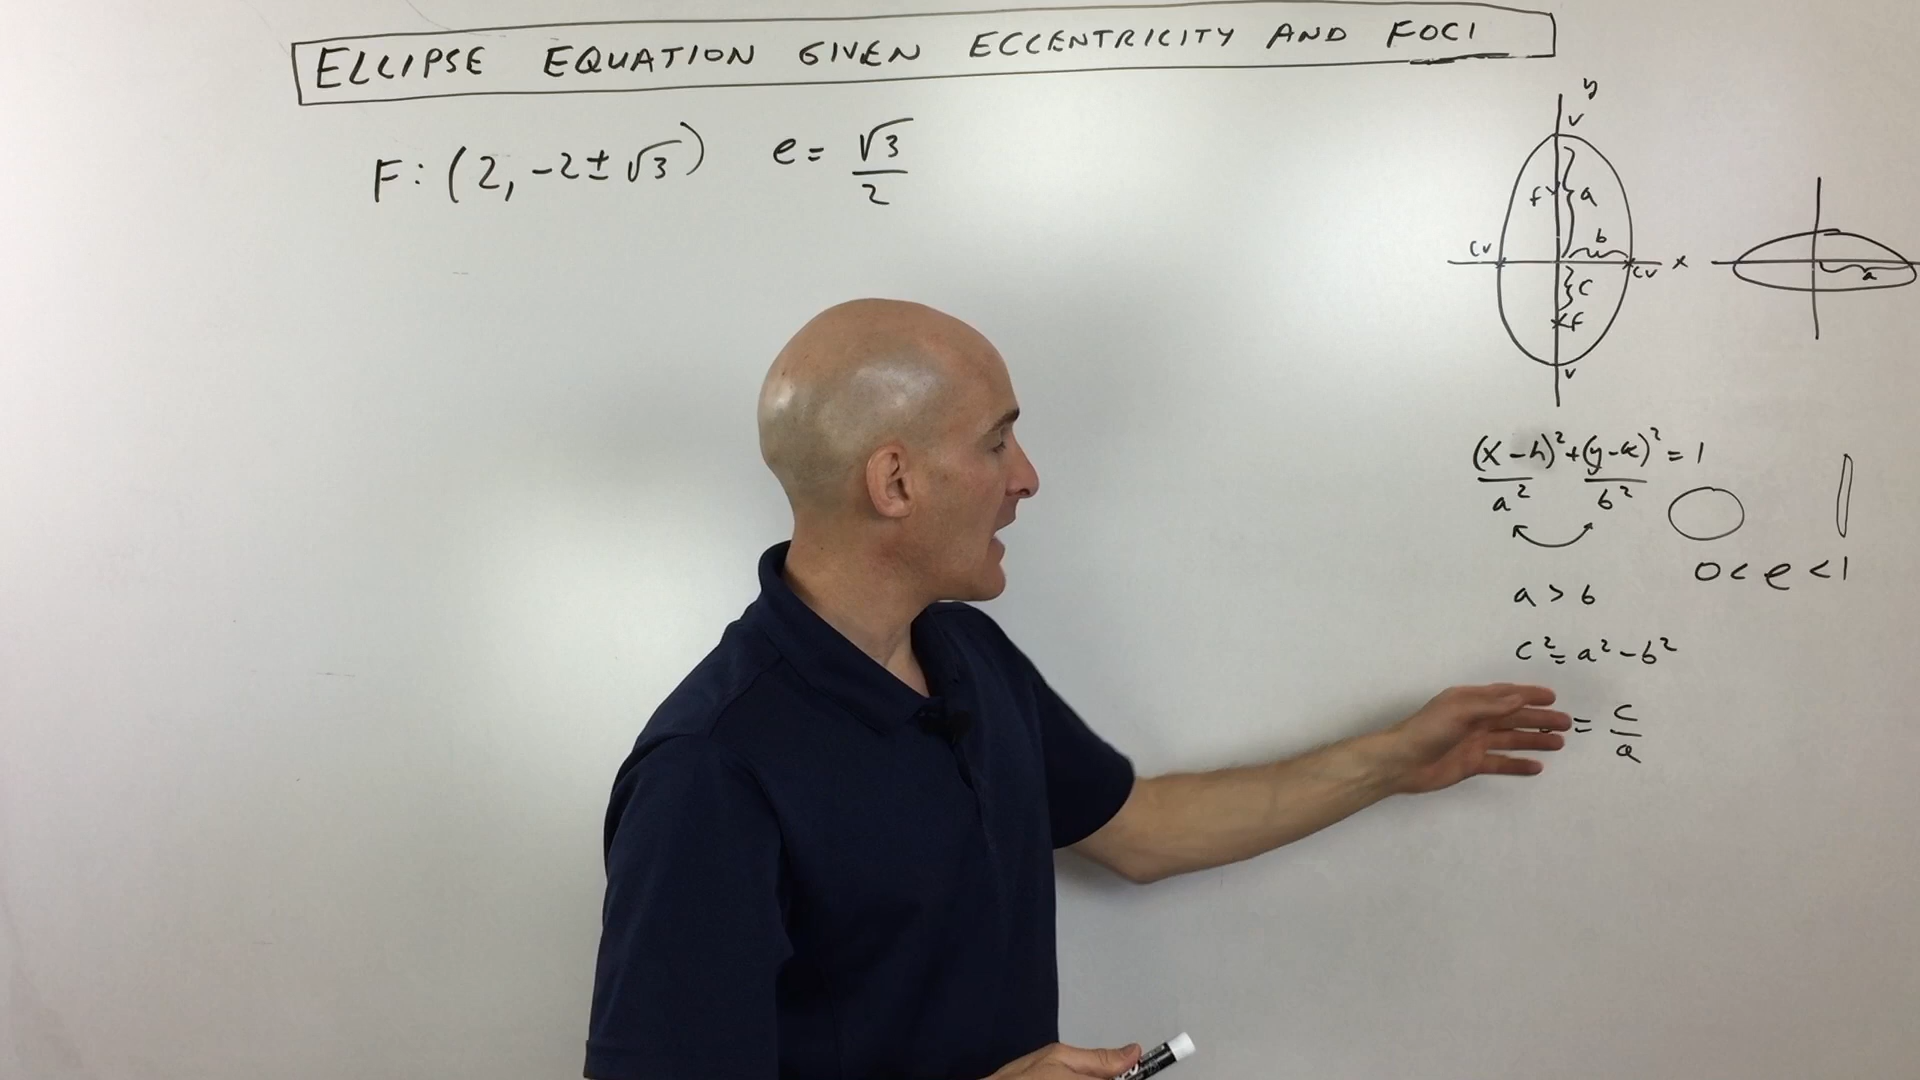 ELLIPSE EQUATION GIVEN ECCENTRICITY AND FOCI
F: (2, -2 ± √3) e = √3/2
y
v
f a
b
cv cv x
c
f
v
a
(x-h)²/a² + (y-k)²/b² = 1
0 < e < 1
a > b
c² = a² - b²
= c/a